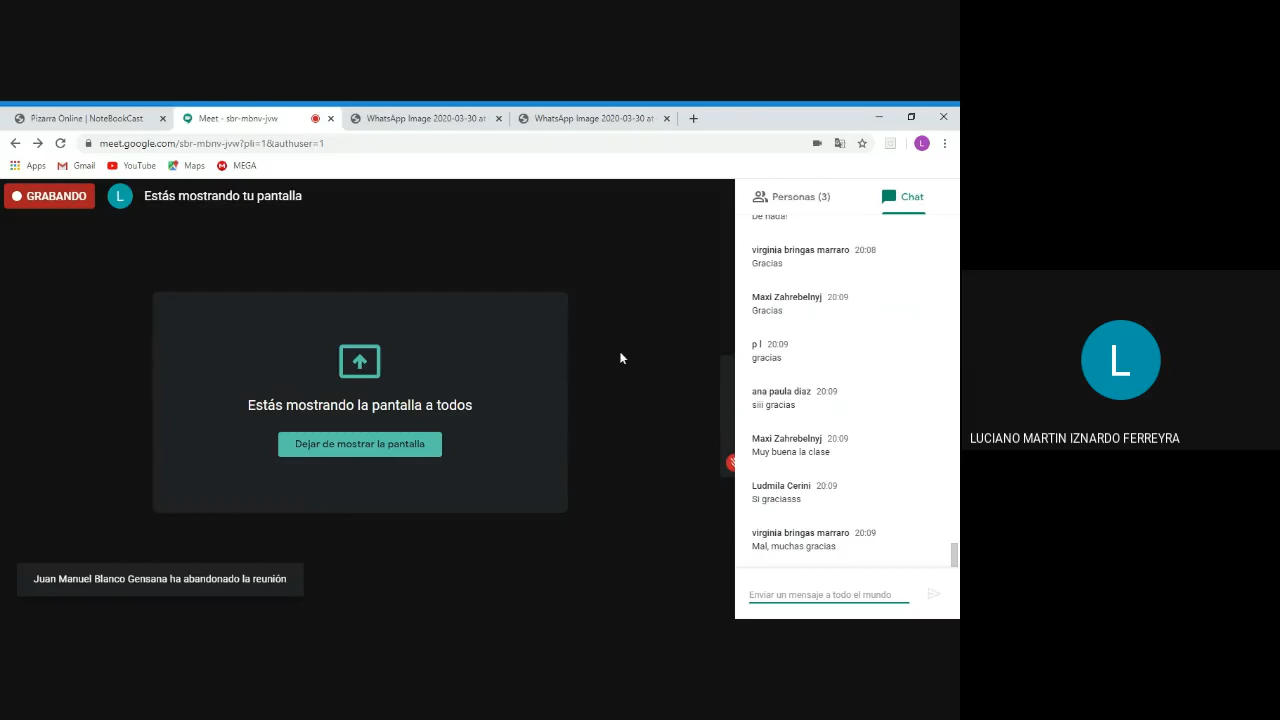 Pizarra Online | NoteBookCast
Meet - sbr-mbnv-jvw
WhatsApp Image 2020-03-30 at
WhatsApp Image 2020-03-30 at
meet.google.com/sbr-mbnv-jvw?pli=1&authuser=1
L
Apps
Gmail
YouTube
Maps
MEGA
GRABANDO
L
Estás mostrando tu pantalla
Personas (3)
Chat
De nada!
virginia bringas marraro 20:08
Gracias
Maxi Zahrebelnyj 20:09
Gracias
p l 20:09
gracias
ana paula diaz 20:09
siii gracias
Maxi Zahrebelnyj 20:09
Muy buena la clase
Ludmila Cerini 20:09
Si graciasss
virginia bringas marraro 20:09
Mal, muchas gracias
Enviar un mensaje a todo el mundo
Estás mostrando la pantalla a todos
Dejar de mostrar la pantalla
Juan Manuel Blanco Gensana ha abandonado la reunión
L
LUCIANO MARTIN IZNARDO FERREYRA